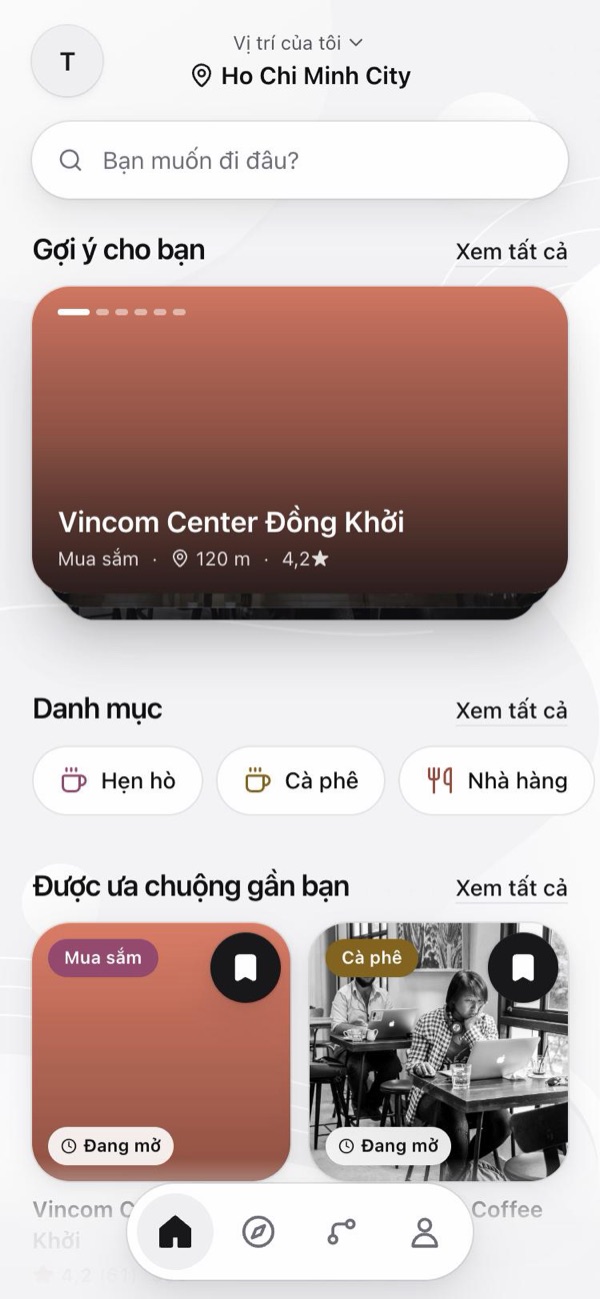 T
Vị trí của tôi
Ho Chi Minh City
Bạn muốn đi đâu?
Gợi ý cho bạn
Xem tất cả
Vincom Center Đồng Khởi
Mua sắm · 120 m · 4,2★
Danh mục
Xem tất cả
Hẹn hò
Cà phê
Nhà hàng
Được ưa chuộng gần bạn
Xem tất cả
Mua sắm
Cà phê
Đang mở
Đang mở
Vincom
Coffee
Khởi
★ 4,2